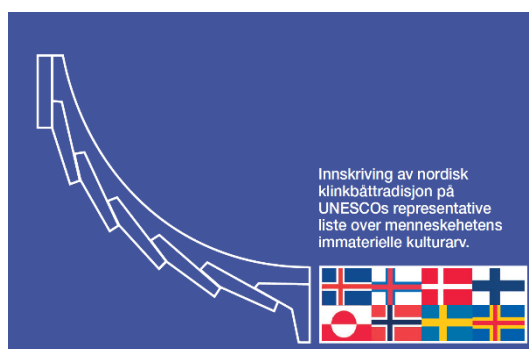 Innskriving av nordisk
klinkbåttradisjon på
UNESCOs representative
liste over menneskehetens
immaterielle kulturarv.